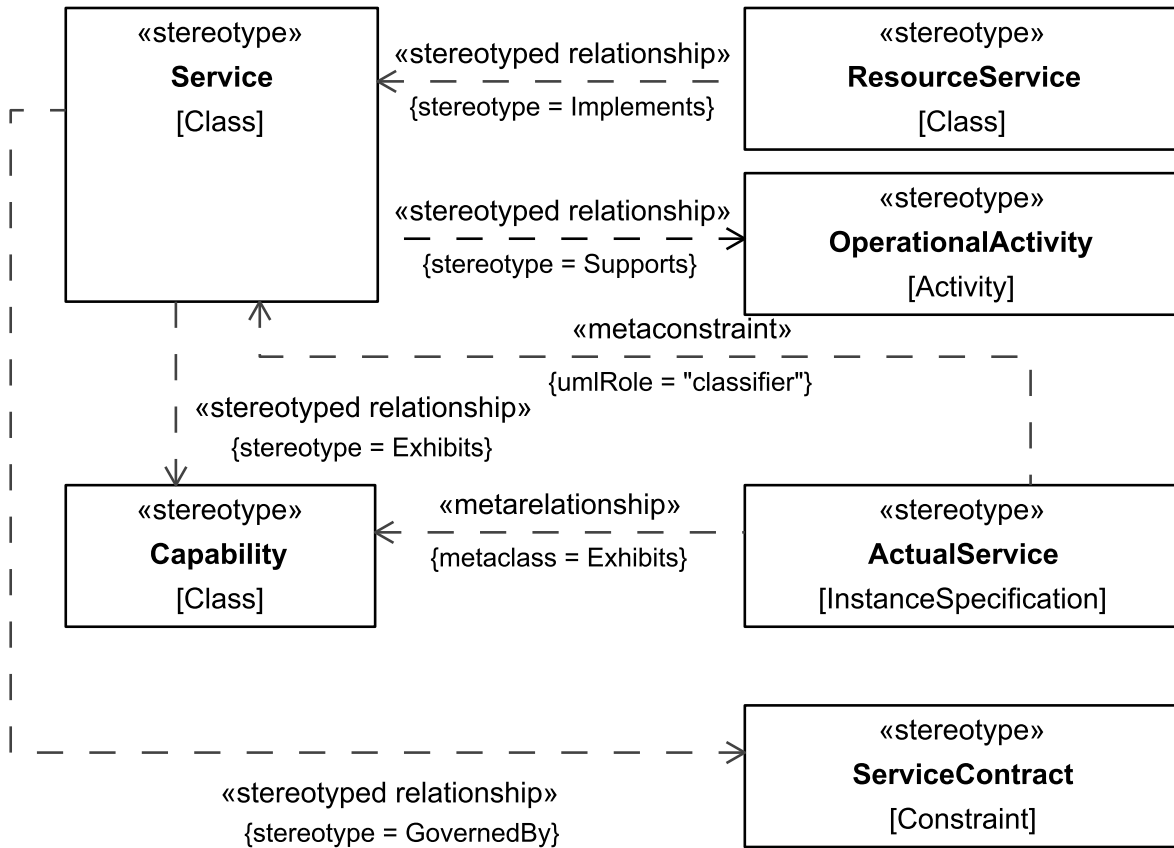 «stereotype»
Service
[Class]
«stereotyped relationship»
{stereotype = Implements}
«stereotype»
ResourceService
[Class]
«stereotyped relationship»
{stereotype = Supports}
«stereotype»
OperationalActivity
[Activity]
«metaconstraint»
{umlRole = "classifier"}
«stereotyped relationship»
{stereotype = Exhibits}
«stereotype»
Capability
[Class]
«metarelationship»
{metaclass = Exhibits}
«stereotype»
ActualService
[InstanceSpecification]
«stereotype»
ServiceContract
[Constraint]
«stereotyped relationship»
{stereotype = GovernedBy}